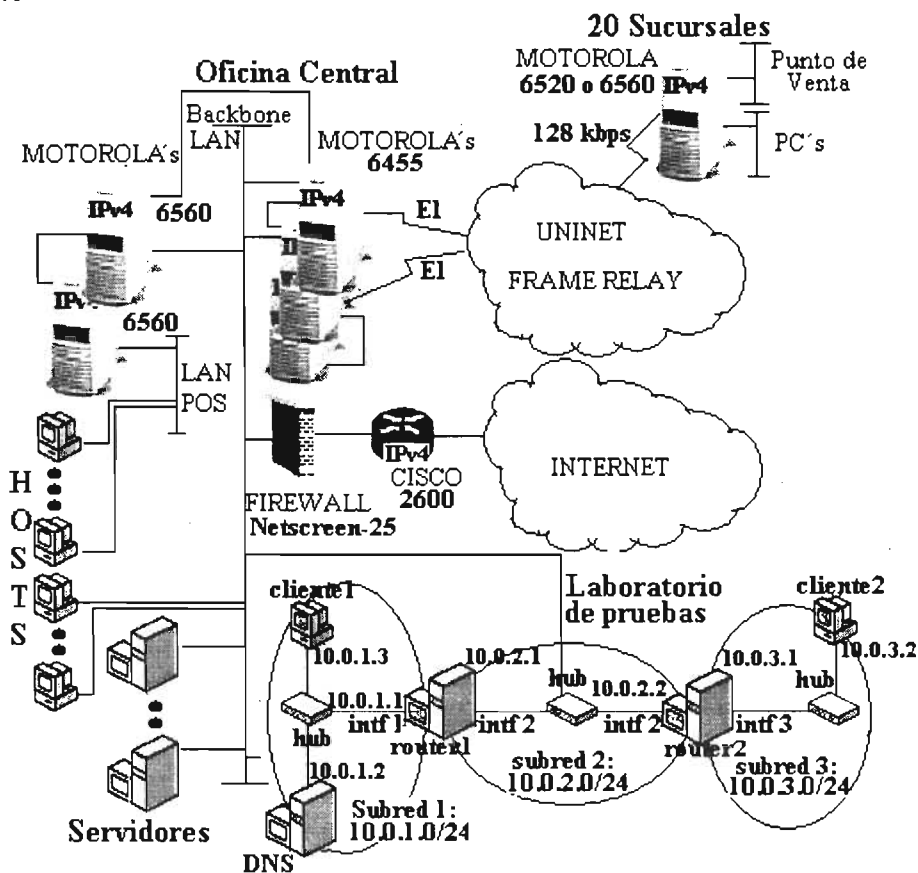 20 Sucursales
MOTOROLA
6520 o 6560
IPv4
Punto de
Venta
128 kbps
PC´s
Oficina Central
IPv4
Backbone
LAN
MOTOROLA´s
6560
MOTOROLA´s
6455
IPv4
IPv4
E1
E1
UNINET
FRAME RELAY
6560
LAN
POS
HOSTS
FIREWALL
Netscreen-25
IPv4
CISCO
2600
INTERNET
Laboratorio
de pruebas
cliente1
10.0.1.3
10.0.1.1
hub
intf 1
router1
10.0.2.1
intf 2
hub
10.0.2.2
intf 2
router2
10.0.3.1
intf 3
hub
cliente2
10.0.3.2
10.0.1.2
Subred 1:
10.0.1.0/24
subred 2:
10.0.2.0/24
subred 3:
10.0.3.0/24
Servidores
DNS